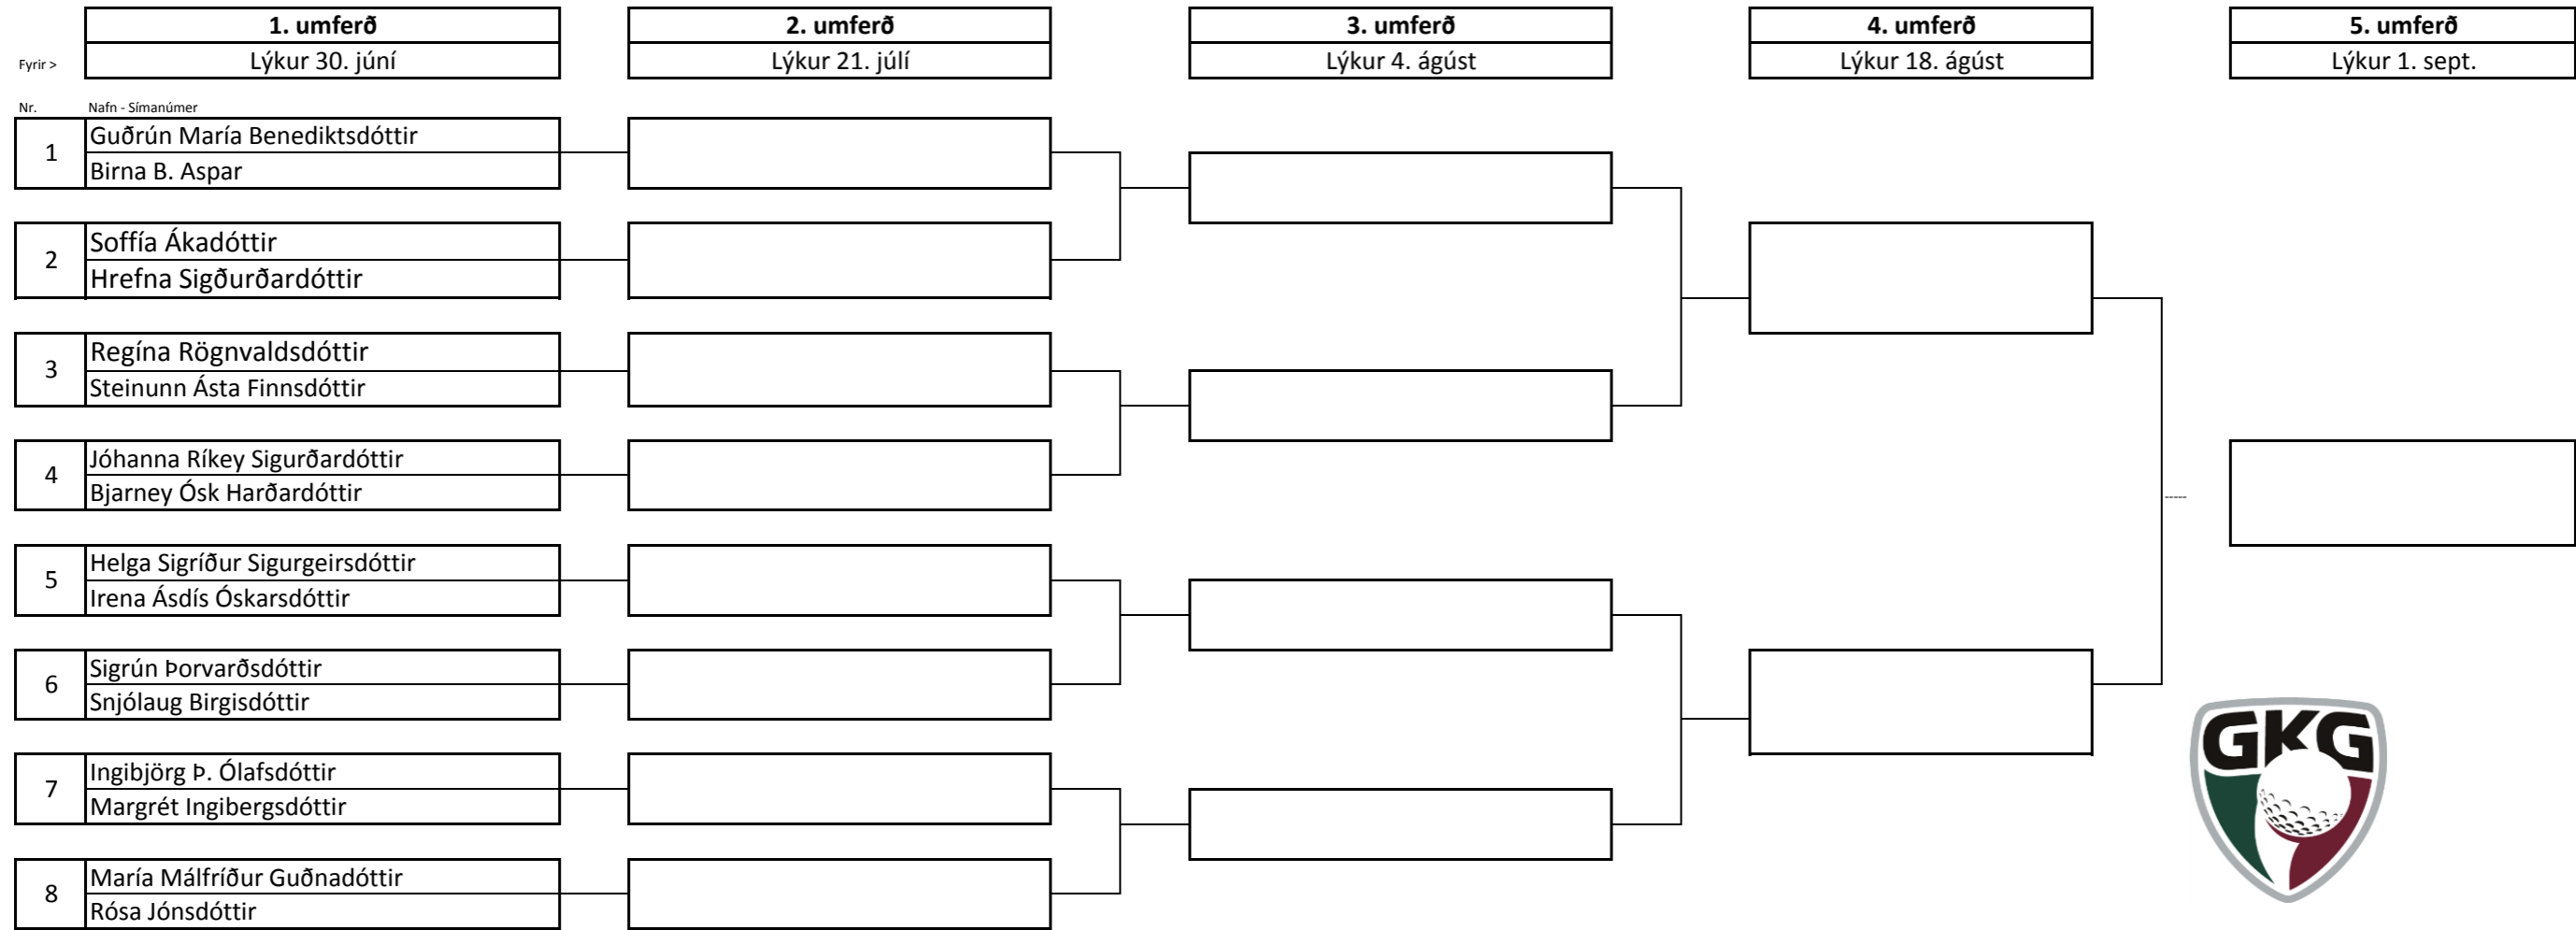 1. umferð
2. umferð
3. umferð
4. umferð
5. umferð
Fyrir >
Lýkur 30. júní
Lýkur 21. júlí
Lýkur 4. ágúst
Lýkur 18. ágúst
Lýkur 1. sept.
Nr.
Nafn - Símanúmer
1
Guðrún María Benediktsdóttir
Birna B. Aspar
2
Soffía Ákadóttir
Hrefna Sigðurðardóttir
3
Regína Rögnvaldsdóttir
Steinunn Ásta Finnsdóttir
4
Jóhanna Ríkey Sigurðardóttir
Bjarney Ósk Harðardóttir
-----
5
Helga Sigríður Sigurgeirsdóttir
Irena Ásdís Óskarsdóttir
6
Sigrún Þorvarðsdóttir
Snjólaug Birgisdóttir
7
Ingibjörg Þ. Ólafsdóttir
Margrét Ingibergsdóttir
8
María Málfríður Guðnadóttir
Rósa Jónsdóttir
GKG